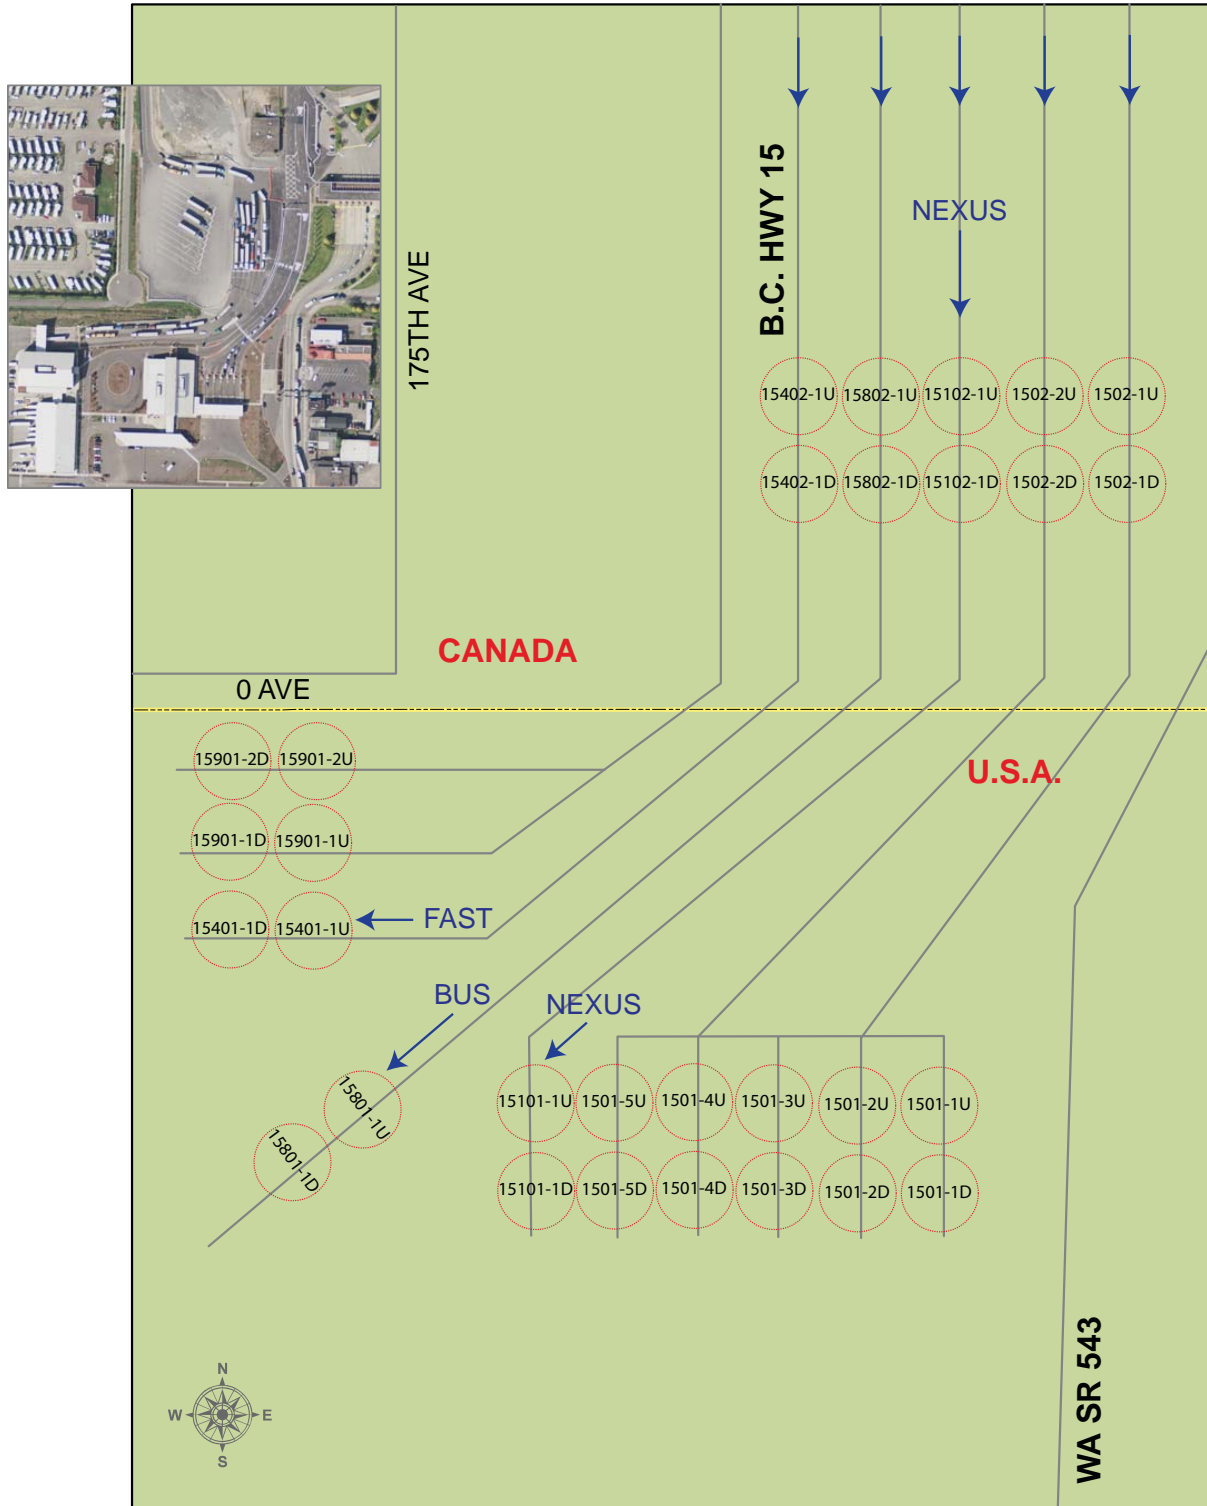 B.C. HWY 15
NEXUS
175TH AVE
15402-1U 15802-1U 15102-1U 1502-2U 1502-1U
15402-1D 15802-1D 15102-1D 1502-2D 1502-1D
CANADA
0 AVE
15901-2D 15901-2U
U.S.A.
15901-1D 15901-1U
15401-1D 15401-1U FAST
BUS
NEXUS
15801-1U
15801-1D
15101-1U 1501-5U 1501-4U 1501-3U 1501-2U 1501-1U
15101-1D 1501-5D 1501-4D 1501-3D 1501-2D 1501-1D
WA SR 543
N
W E
S